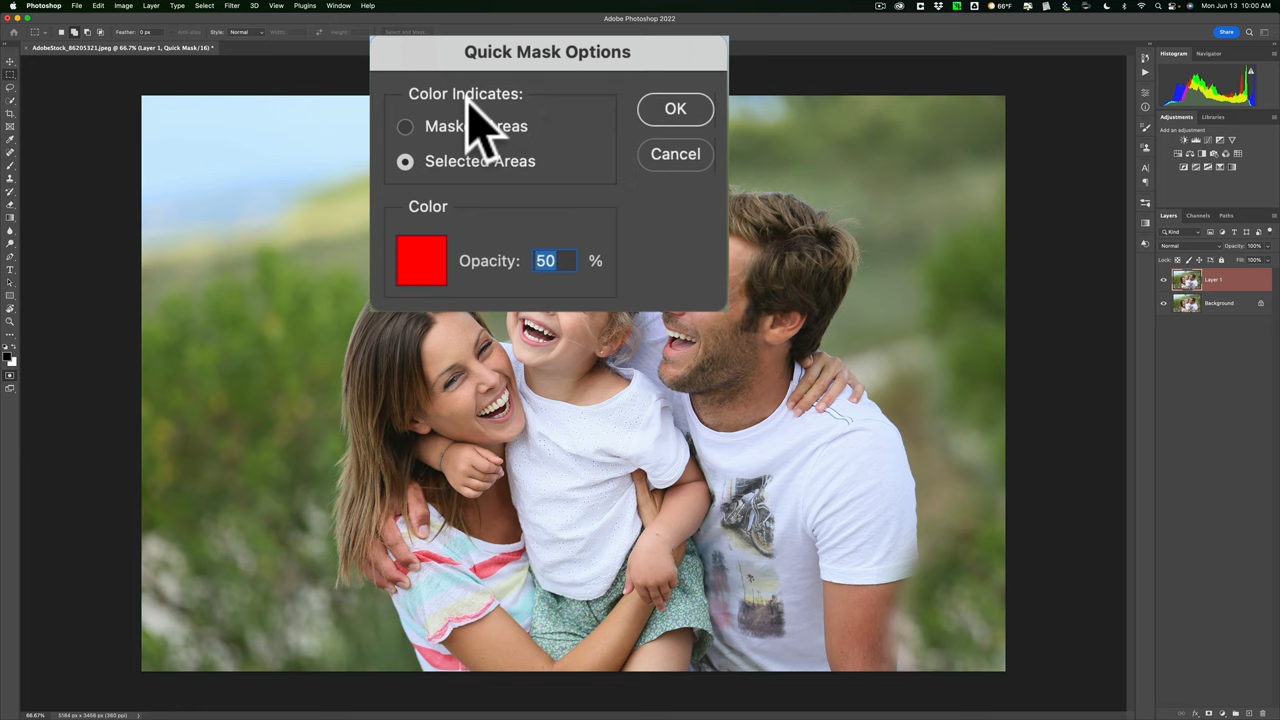 Photoshop File Edit Image Layer Type Select Filter 3D View Plugins Window Help
66°F Mon Jun 13 10:00 AM
Adobe Photoshop 2022
Feather: 0 px Anti-alias Style: Normal Width: Height: Select and Mask... Share
AdobeStock_86205321.jpeg @ 66.7% (Layer 1, Quick Mask/16) *
Quick Mask Options
Color Indicates:
Areas
Selected Areas
OK
Cancel
Color
Opacity: 50 %
Histogram Navigator
Adjustments Libraries
Add an adjustment
Layers Channels Paths
Kind
Normal Opacity: 100%
Lock: Fill: 100%
Layer 1
Background
66.67% 5184 px x 3456 px (360 ppi)